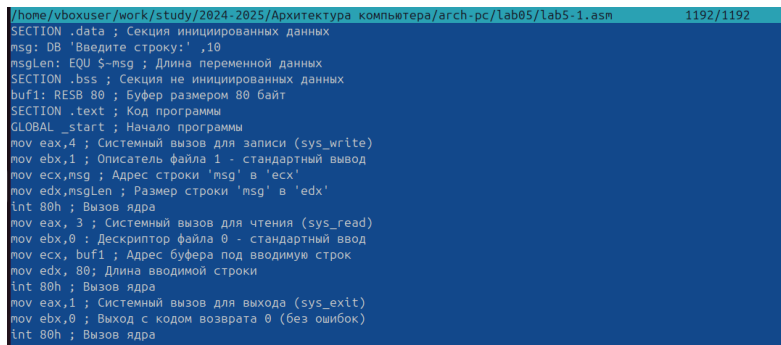 /home/vboxuser/work/study/2024-2025/Архитектура компьютера/arch-pc/lab05/lab5-1.asm 1192/1192
SECTION .data ; Секция инициированных данных
msg: DB 'Введите строку:' ,10
msgLen: EQU $-msg ; Длина переменной данных
SECTION .bss ; Секция не инициированных данных
buf1: RESB 80 ; Буфер размером 80 байт
SECTION .text ; Код программы
GLOBAL _start ; Начало программы
mov eax,4 ; Системный вызов для записи (sys_write)
mov ebx,1 ; Описатель файла 1 - стандартный вывод
mov ecx,msg ; Адрес строки 'msg' в 'ecx'
mov edx,msgLen ; Размер строки 'msg' в 'edx'
int 80h ; Вызов ядра
mov eax, 3 ; Системный вызов для чтения (sys_read)
mov ebx,0 : Дескриптор файла 0 - стандартный ввод
mov ecx, buf1 ; Адрес буфера под вводимую строк
mov edx, 80; Длина вводимой строки
int 80h ; Вызов ядра
mov eax,1 ; Системный вызов для выхода (sys_exit)
mov ebx,0 ; Выход с кодом возврата 0 (без ошибок)
int 80h ; Вызов ядра